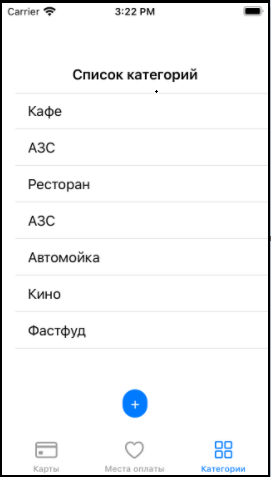 Carrier 3:22 PM
Список категорий
Кафе
АЗС
Ресторан
АЗС
Автомойка
Кино
Фастфуд
+
Карты Места оплаты Категории